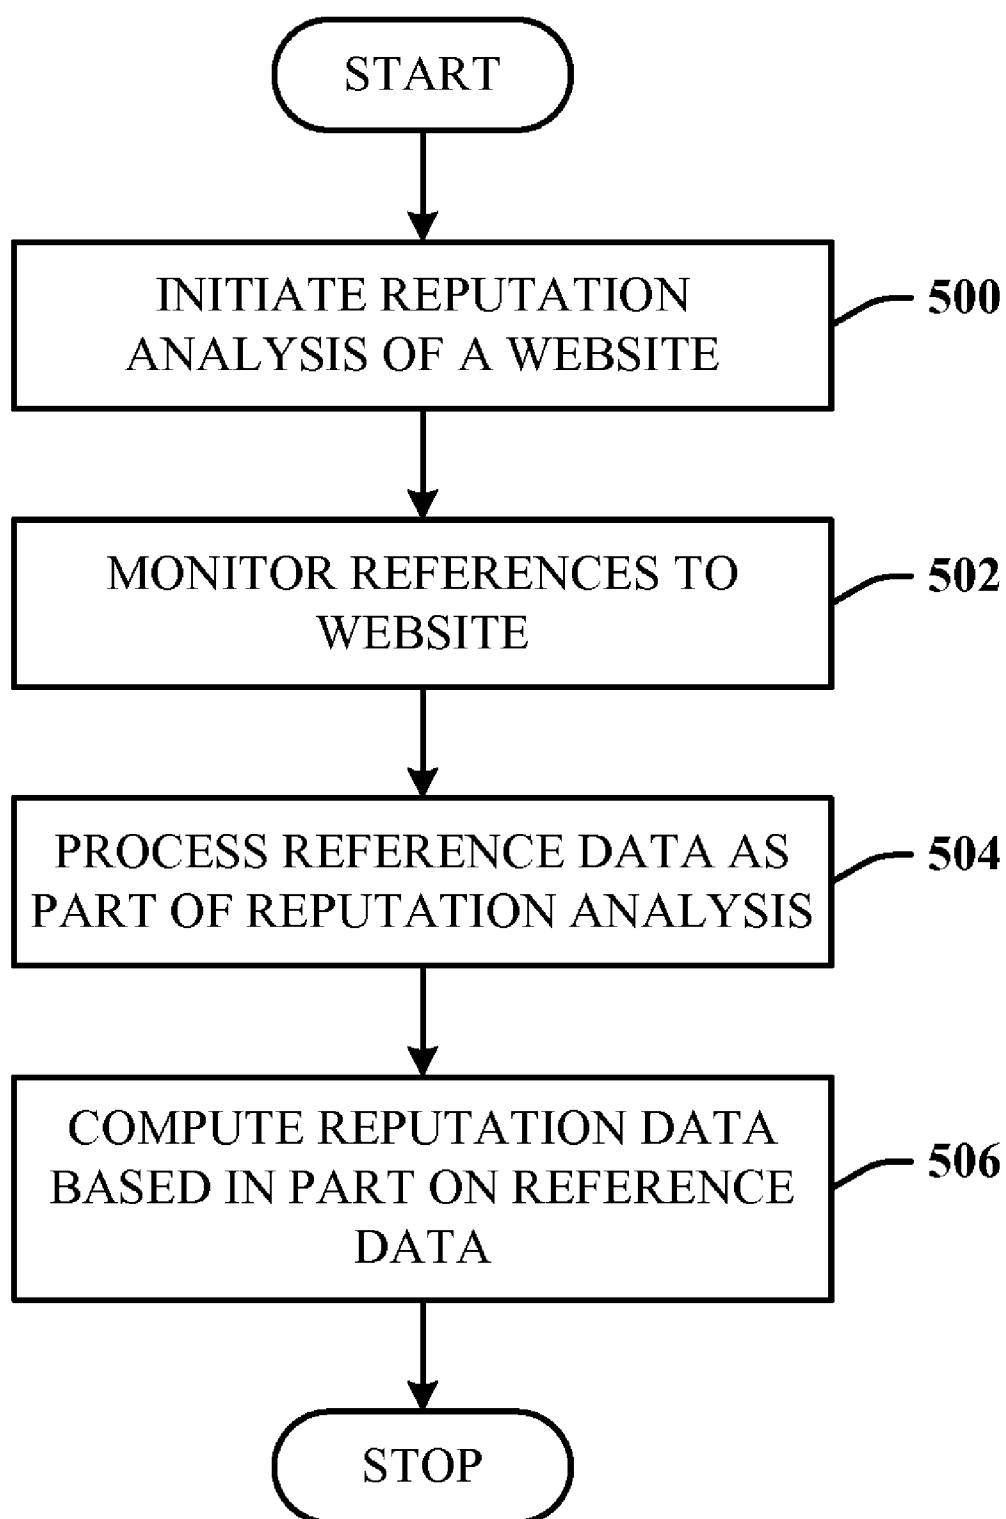 START
INITIATE REPUTATION
ANALYSIS OF A WEBSITE
500
MONITOR REFERENCES TO
WEBSITE
502
PROCESS REFERENCE DATA AS
PART OF REPUTATION ANALYSIS
504
COMPUTE REPUTATION DATA
BASED IN PART ON REFERENCE
DATA
506
STOP